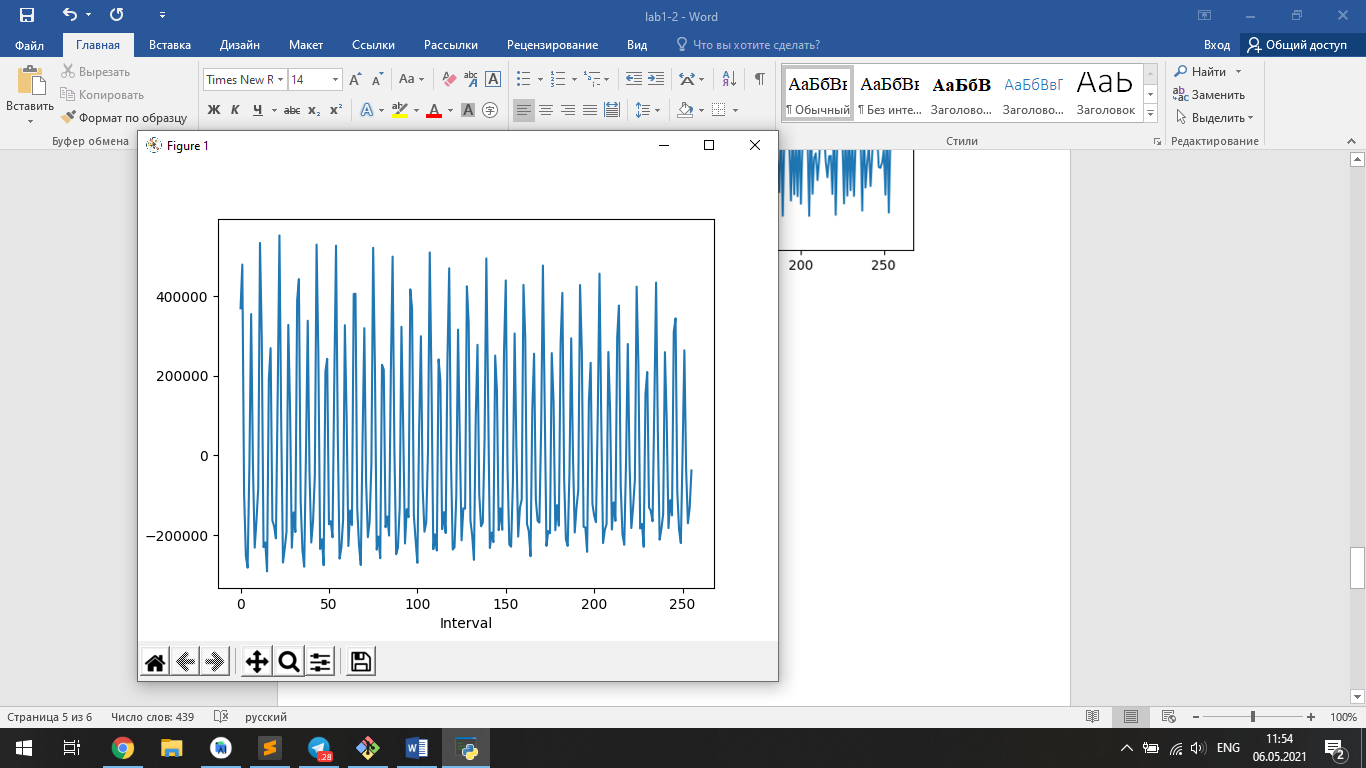 lab1-2 - Word
Файл Главная Вставка Дизайн Макет Ссылки Рассылки Рецензирование Вид Что вы хотите сделать? Вход Общий доступ
Вставить
Вырезать
Копировать
Формат по образцу
Буфер обмена
Times New R 14
Aa
Ж К Ч abc x₂ x²
АаБбВı АаБбВı АаБбВ АаБбВвГ Аab
¶ Обычный ¶ Без инте... Заголово... Заголово... Заголовок
Стили
Найти
Заменить
Выделить
Редактирование
Figure 1
400000
200000
0
−200000
0 50 100 150 200 250
Interval
200 250
Страница 5 из 6 Число слов: 439 русский 100%
28
ENG
11:54
06.05.2021
2